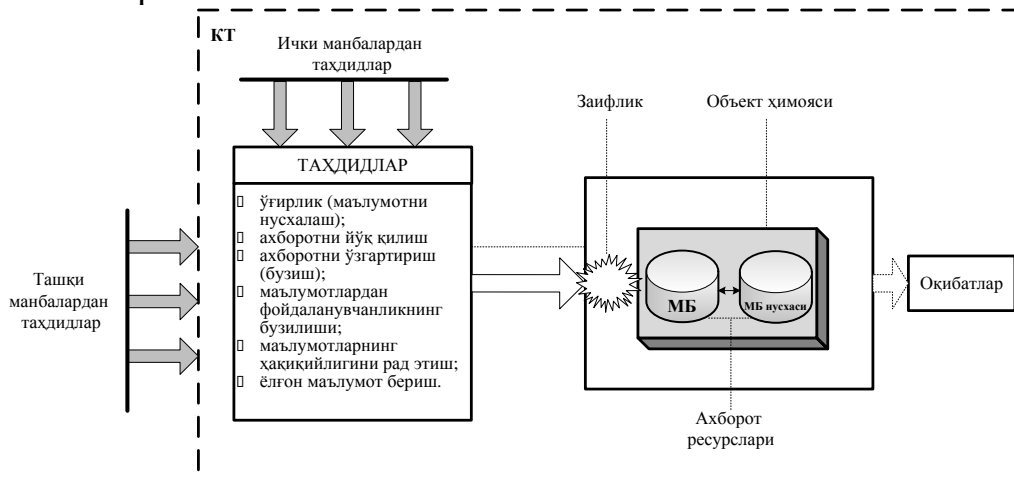 КТ
Ички манбалардан
таҳдидлар
Заифлик
Объект ҳимояси
ТАҲДИДЛАР
ўғирлик (маълумотни
нусхалаш);
ахборотни йўқ қилиш
ахборотни ўзгартириш
(бузиш);
маълумотлардан
фойдаланувчанликнинг
бузилиши;
маълумотларнинг
ҳақиқийлигини рад этиш;
ёлғон маълумот бериш.
Ташқи
манбалардан
таҳдидлар
МБ
МБ нусхаси
Оқибатлар
Ахборот
ресурслари